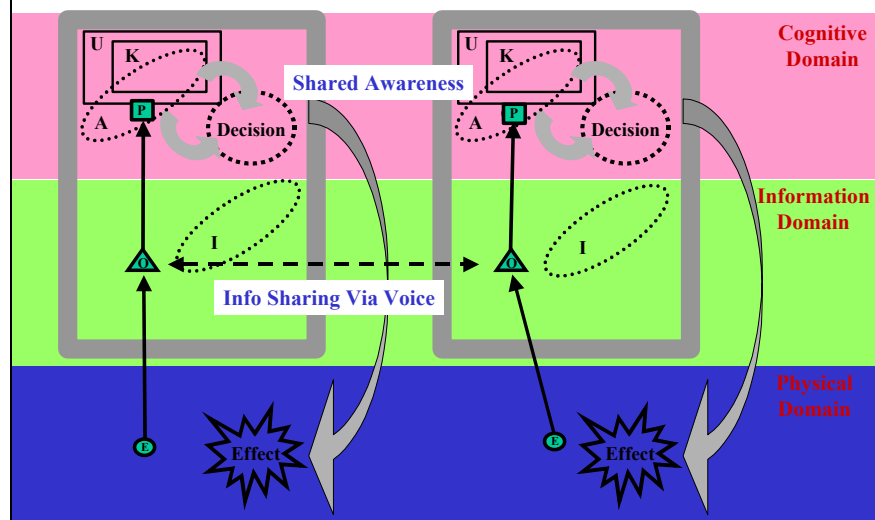 Cognitive
Domain
U
K
P
A
Decision
Shared Awareness
U
K
P
A
Decision
Information
Domain
I
O
Info Sharing Via Voice
I
O
Physical
Domain
E
Effect
E
Effect